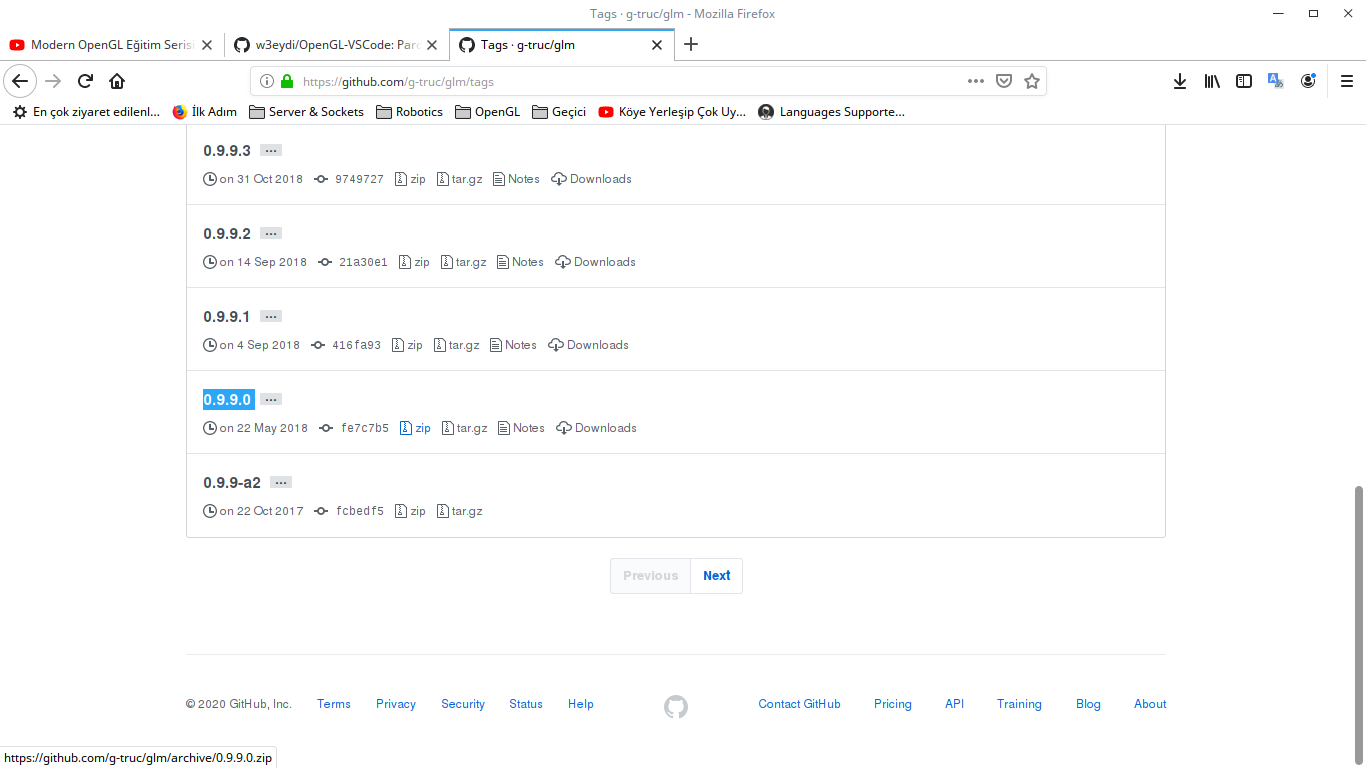 Tags · g-truc/glm - Mozilla Firefox
Modern OpenGL Eğitim Serisi
w3eydi/OpenGL-VSCode: Pard
Tags · g-truc/glm
https://github.com/g-truc/glm/tags
En çok ziyaret edilenl...
İlk Adım
Server & Sockets
Robotics
OpenGL
Geçici
Köye Yerleşip Çok Uy...
Languages Supporte...
0.9.9.3 ...
on 31 Oct 2018 9749727 zip tar.gz Notes Downloads
0.9.9.2 ...
on 14 Sep 2018 21a30e1 zip tar.gz Notes Downloads
0.9.9.1 ...
on 4 Sep 2018 416fa93 zip tar.gz Notes Downloads
0.9.9.0 ...
on 22 May 2018 fe7c7b5 zip tar.gz Notes Downloads
0.9.9-a2 ...
on 22 Oct 2017 fcbedf5 zip tar.gz
Previous Next
© 2020 GitHub, Inc. Terms Privacy Security Status Help Contact GitHub Pricing API Training Blog About
https://github.com/g-truc/glm/archive/0.9.9.0.zip